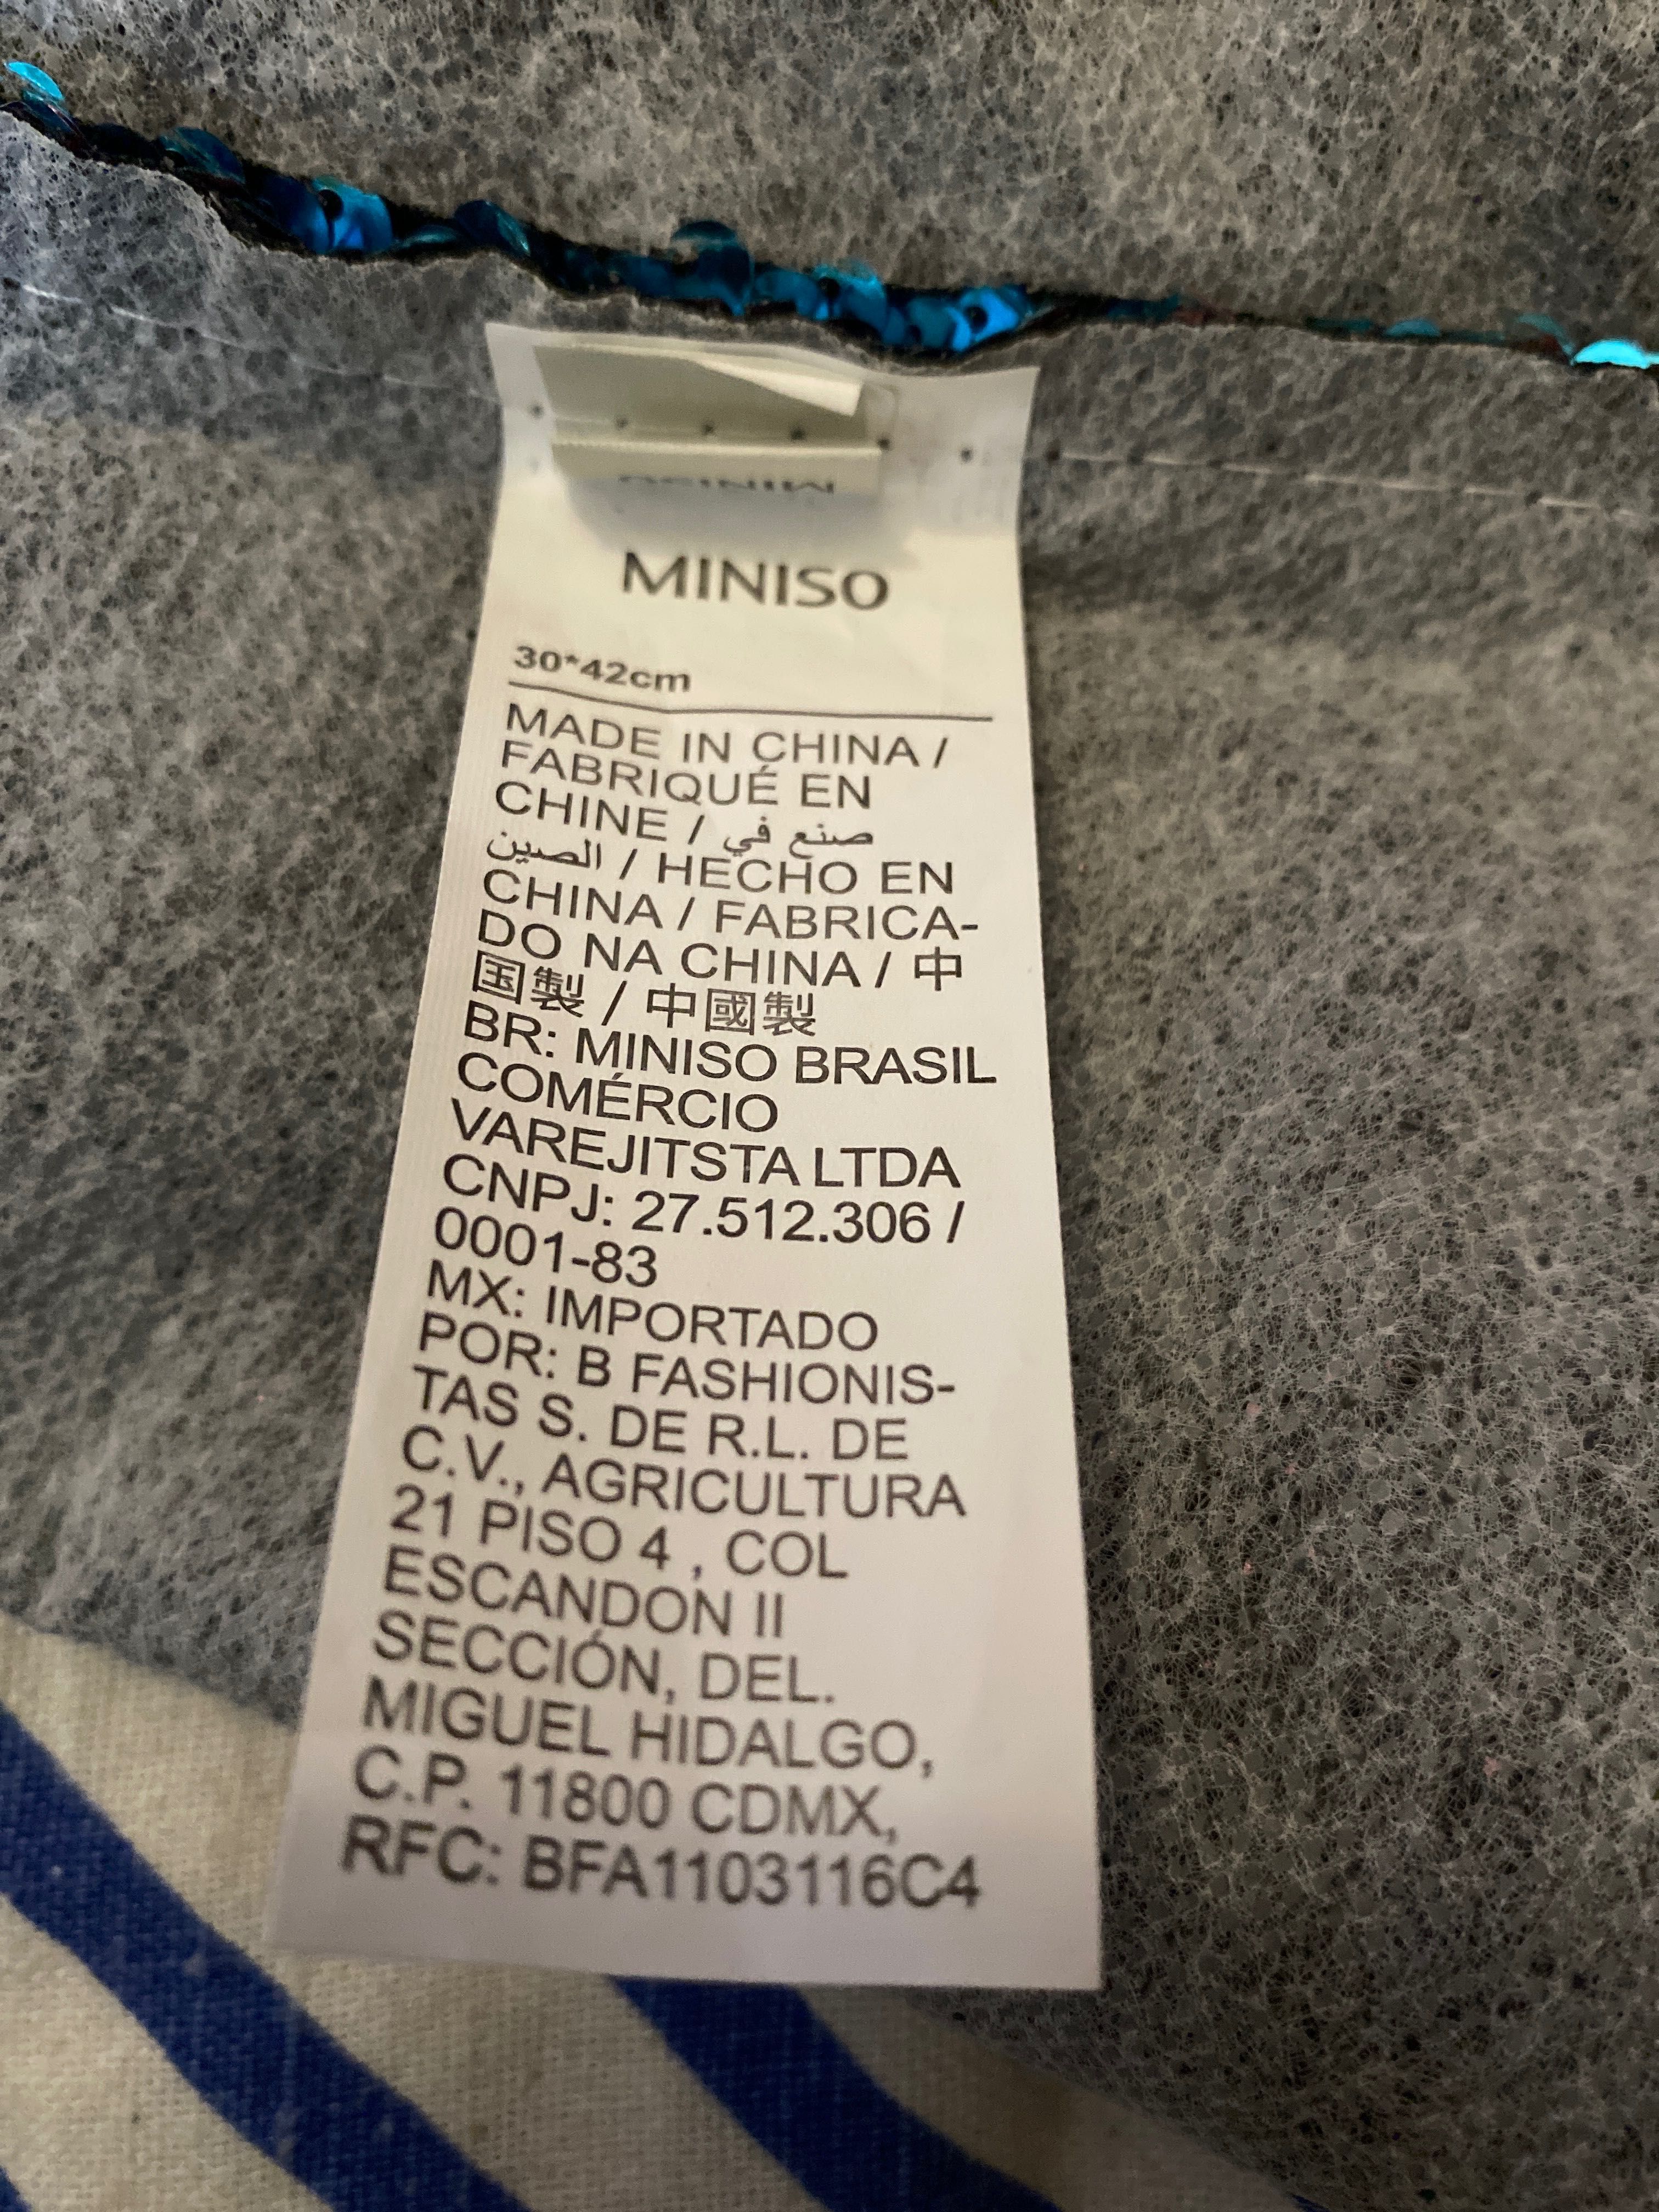 MINISO
MINISO
30*42cm
MADE IN CHINA /
FABRIQUÉ EN
CHINE / صنع في
الصين / HECHO EN
CHINA / FABRICA-
DO NA CHINA / 中
国製 / 中國製
BR: MINISO BRASIL
COMÉRCIO
VAREJITSTA LTDA
CNPJ: 27.512.306 /
0001-83
MX: IMPORTADO
POR: B FASHIONIS-
TAS S. DE R.L. DE
C.V., AGRICULTURA
21 PISO 4 , COL
ESCANDON II
SECCIÓN, DEL.
MIGUEL HIDALGO,
C.P. 11800 CDMX,
RFC: BFA1103116C4